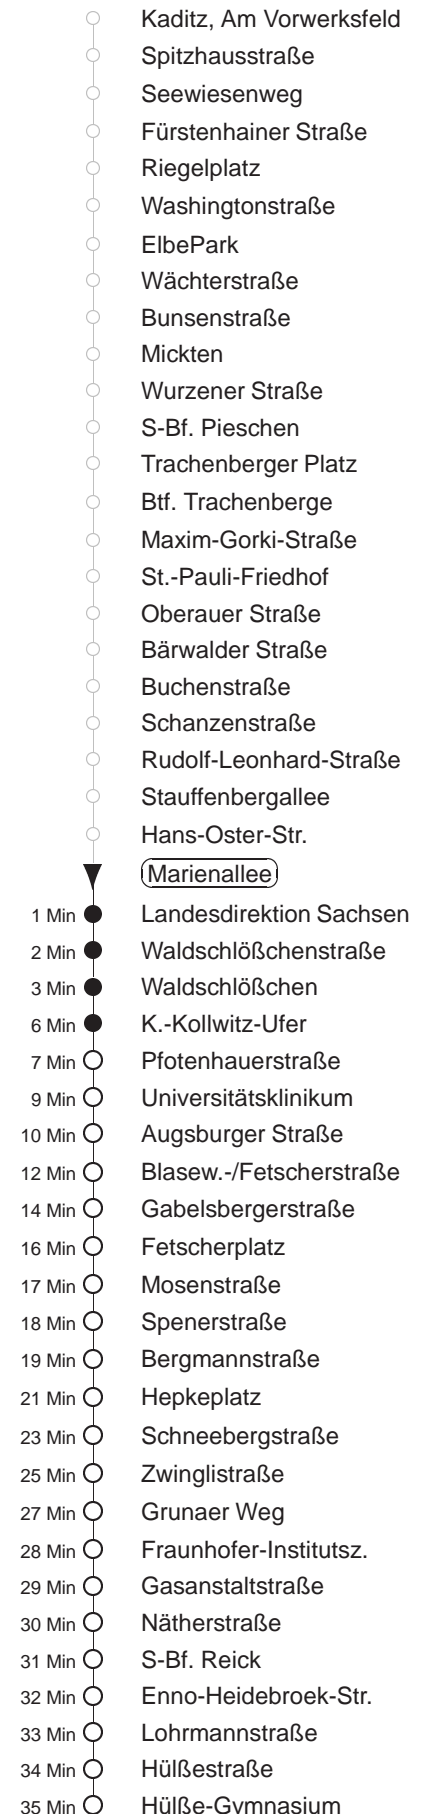 Kaditz, Am Vorwerksfeld
Spitzhausstraße
Seewiesenweg
Fürstenhainer Straße
Riegelplatz
Washingtonstraße
ElbePark
Wächterstraße
Bunsenstraße
Mickten
Wurzener Straße
S-Bf. Pieschen
Trachenberger Platz
Btf. Trachenberge
Maxim-Gorki-Straße
St.-Pauli-Friedhof
Oberauer Straße
Bärwalder Straße
Buchenstraße
Schanzenstraße
Rudolf-Leonhard-Straße
Stauffenbergallee
Hans-Oster-Str.
Marienallee
1 Min Landesdirektion Sachsen
2 Min Waldschlößchenstraße
3 Min Waldschlößchen
6 Min K.-Kollwitz-Ufer
7 Min Pfotenhauerstraße
9 Min Universitätsklinikum
10 Min Augsburger Straße
12 Min Blasew.-/Fetscherstraße
14 Min Gabelsbergerstraße
16 Min Fetscherplatz
17 Min Mosenstraße
18 Min Spenerstraße
19 Min Bergmannstraße
21 Min Hepkeplatz
23 Min Schneebergstraße
25 Min Zwinglistraße
27 Min Grunaer Weg
28 Min Fraunhofer-Institutsz.
29 Min Gasanstaltstraße
30 Min Nätherstraße
31 Min S-Bf. Reick
32 Min Enno-Heidebroek-Str.
33 Min Lohrmannstraße
34 Min Hülßestraße
35 Min Hülße-Gymnasium